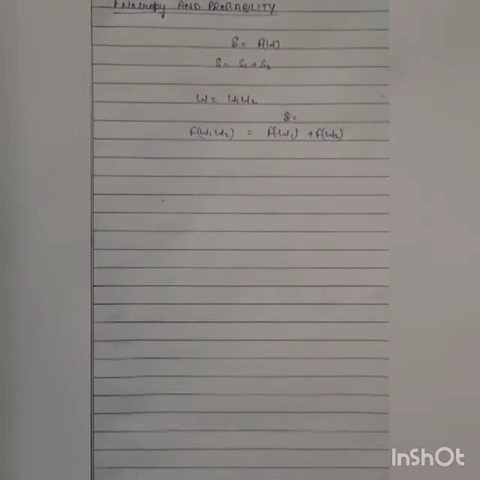 Entropy AND PROBABILITY
S = f(W)
S = S₁ + S₂
W = W₁W₂
S=
f(W₁W₂) = f(W₁) + f(W₂)
InShOt